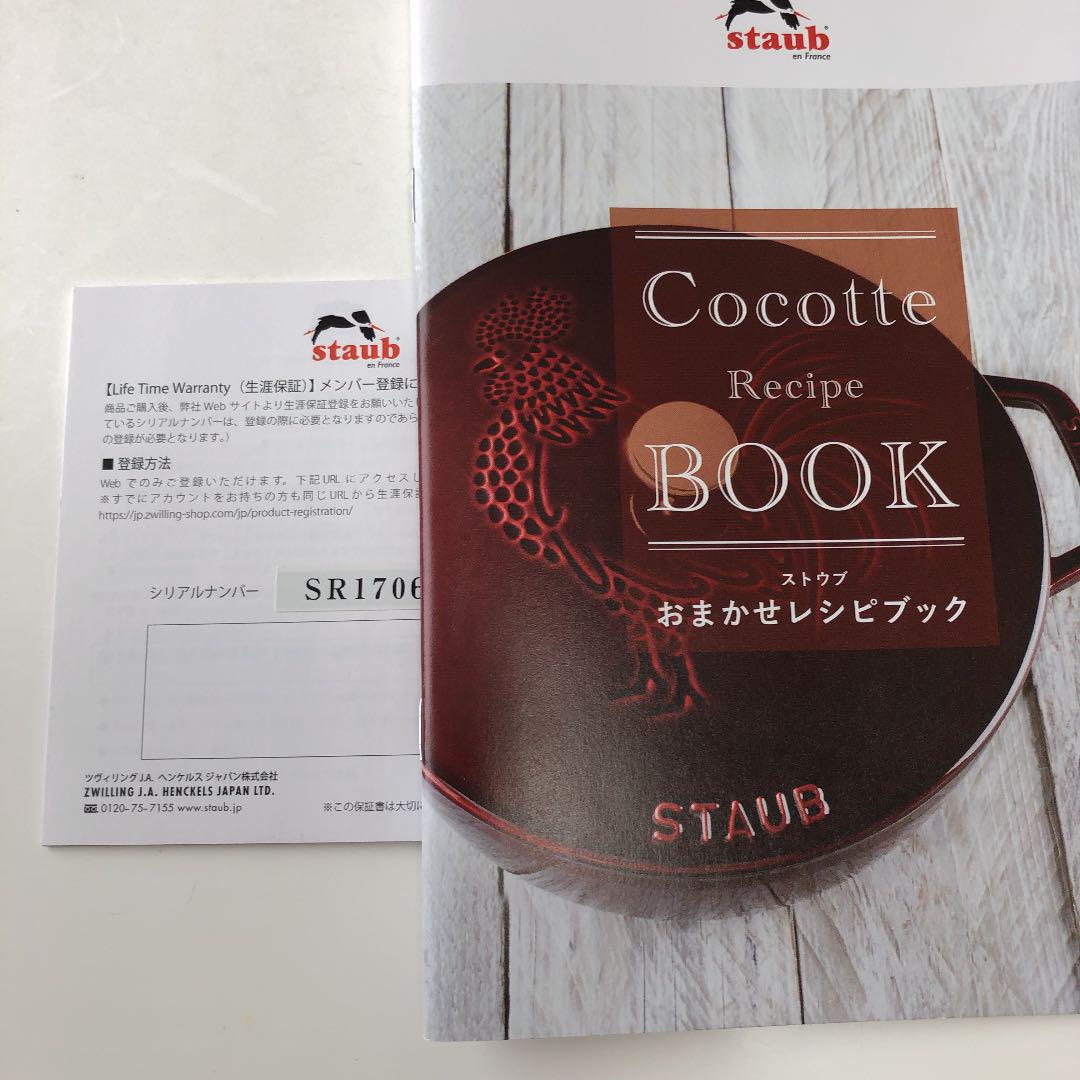 staub
en France
【Life Time Warranty（生涯保証）】メンバー登録に
商品ご購入後、弊社 Web サイトより生涯保証登録をお願いいたし
ているシリアルナンバーは、登録の際に必要となりますのであら
の登録が必要となります。）
■ 登録方法
Web でのみご登録いただけます。下記 URL にアクセスし
※すでにアカウントをお持ちの方も同じ URL から生涯保証
https://jp.zwilling-shop.com/jp/product-registration/
シリアルナンバー SR1706
ツヴィリング J.A. ヘンケルス ジャパン株式会社
ZWILLING J.A. HENCKELS JAPAN LTD.
0120-75-7155 www.staub.jp
※この保証書は大切に
staub
en France
Cocotte
Recipe
BOOK
ストウブ
おまかせレシピブック
STAUB